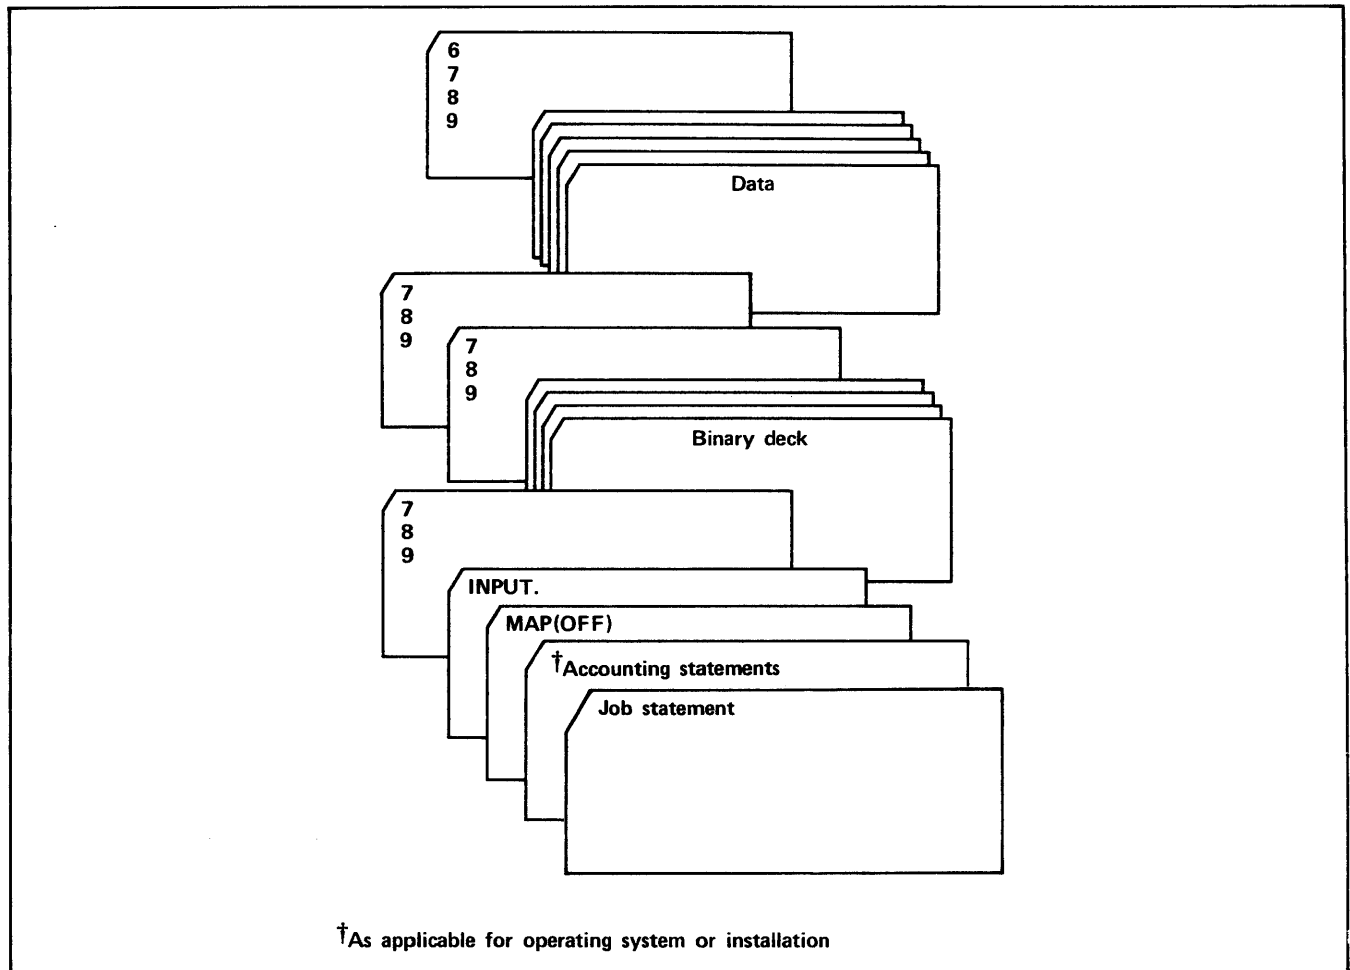 6
7
8
9
Data
7
8
9
7
8
9
Binary deck
7
8
9
INPUT.
MAP(OFF)
†Accounting statements
Job statement
†As applicable for operating system or installation